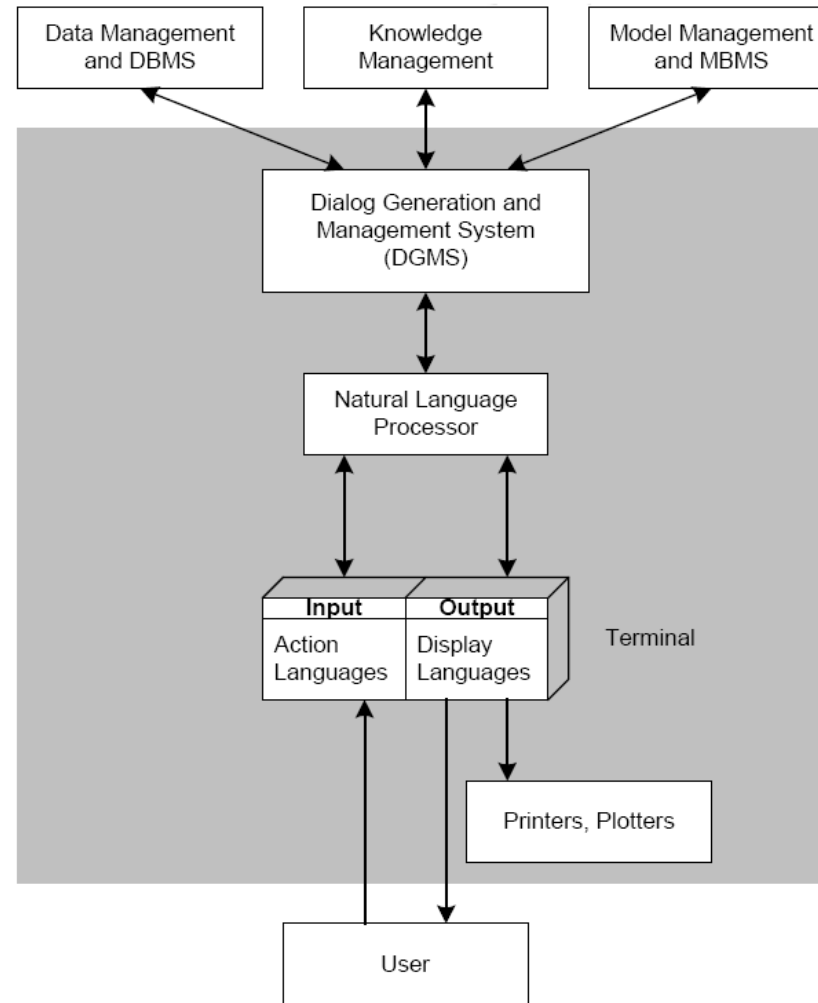 Data Management
and DBMS
Knowledge
Management
Model Management
and MBMS
Dialog Generation and
Management System
(DGMS)
Natural Language
Processor
Input
Output
Action
Languages
Display
Languages
Terminal
Printers, Plotters
User